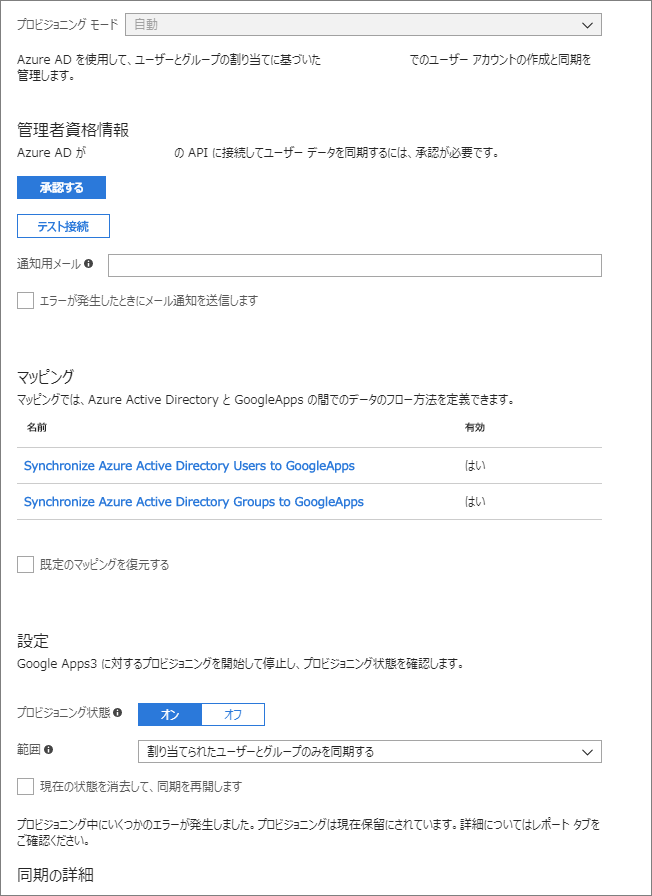 プロビジョニング モード 自動
Azure AD を使用して、ユーザーとグループの割り当てに基づいた でのユーザー アカウントの作成と同期を
管理します。
管理者資格情報
Azure AD が の API に接続してユーザー データを同期するには、承認が必要です。
承認する
テスト接続
通知用メール
エラーが発生したときにメール通知を送信します
マッピング
マッピングでは、Azure Active Directory と GoogleApps の間でのデータのフロー方法を定義できます。
名前 有効
Synchronize Azure Active Directory Users to GoogleApps はい
Synchronize Azure Active Directory Groups to GoogleApps はい
既定のマッピングを復元する
設定
Google Apps3 に対するプロビジョニングを開始して停止し、プロビジョニング状態を確認します。
プロビジョニング状態 オン オフ
範囲 割り当てられたユーザーとグループのみを同期する
現在の状態を消去して、同期を再開します
プロビジョニング中にいくつかのエラーが発生しました。プロビジョニングは現在保留にされています。詳細についてはレポート タブを
ご確認ください。
同期の詳細